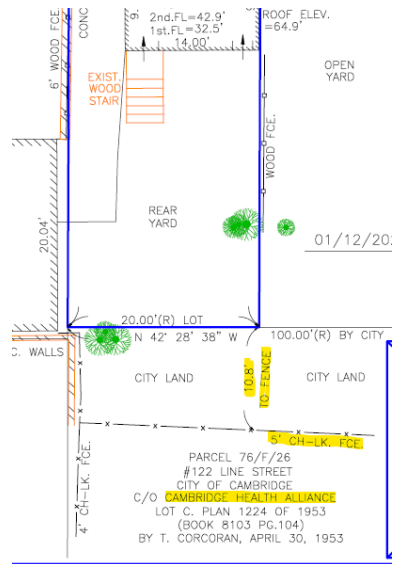 9.
2nd.FL=42.9'
1st.FL=32.5'
14.00'
ROOF ELEV.
=64.9'
6' WOOD FCE.
CONC
EXIST.
WOOD
STAIR
OPEN
YARD
WOOD FCE.
20.04'
REAR
YARD
01/12/202
20.00'(R) LOT
N 42° 28' 38" W
100.00'(R) BY CITY
C. WALLS
CITY LAND
10.8'
TO FENCE
CITY LAND
5' CH-LK. FCE.
4' CH-LK. FCE.
PARCEL 76/F/26
#122 LINE STREET
CITY OF CAMBRIDGE
C/O CAMBRIDGE HEALTH ALLIANCE
LOT C. PLAN 1224 OF 1953
(BOOK 8103 PG.104)
BY T. CORCORAN, APRIL 30, 1953